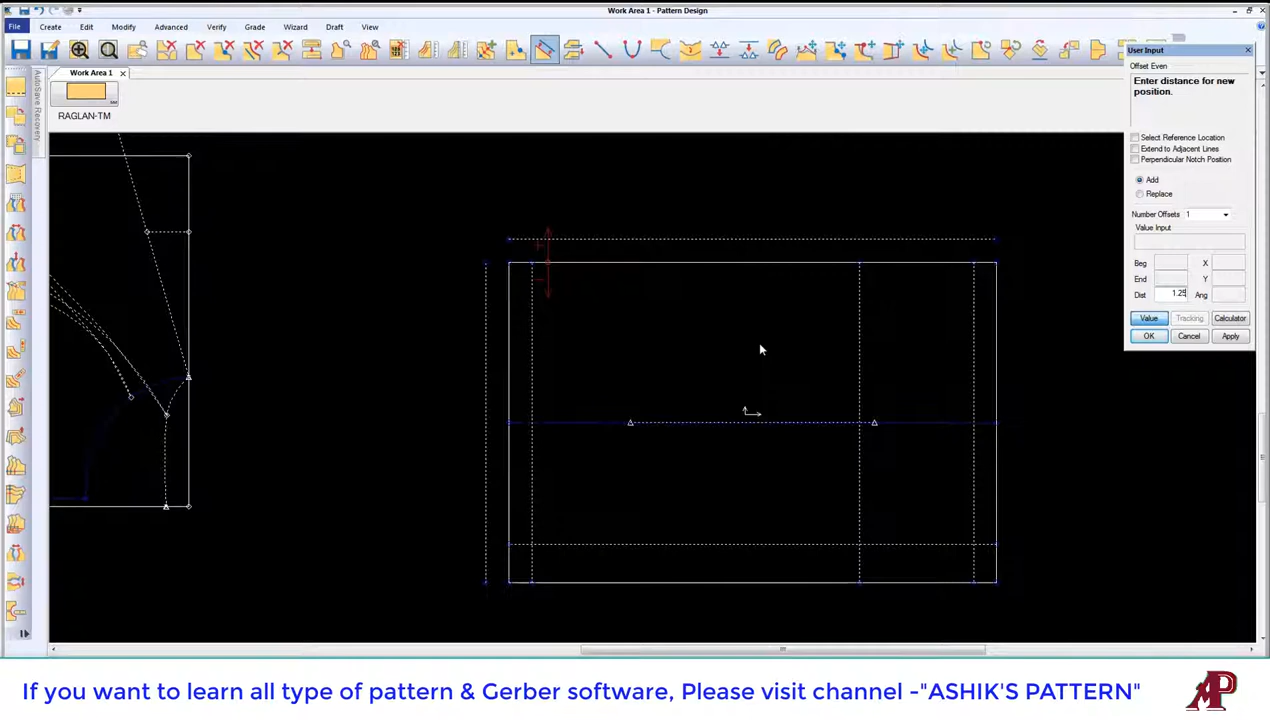 Work Area 1 - Pattern Design
File Create Edit Modify Advanced Verify Grade Wizard Draft View
Work Area 1
AutoSave Recovery
RAGLAN-TM
User Input
Offset Even
Enter distance for new
position.
Select Reference Location
Extend to Adjacent Lines
Perpendicular Notch Position
Add
Replace
Number Offsets 1
Value Input
Beg X
End Y
Dist 1.25 Ang
Value Tracking Calculator
OK Cancel Apply
If you want to learn all type of pattern & Gerber software, Please visit channel -"ASHIK'S PATTERN"
AP